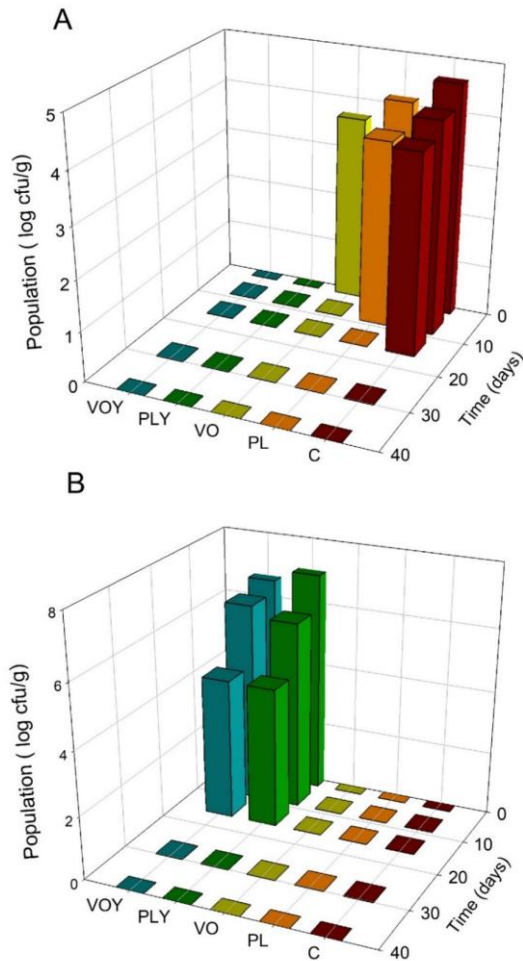 A
Population ( log cfu/g)
5
4
3
2
1
0
VOY
PLY
VO
PL
C
0
10
20
30
40
Time (days)
B
Population ( log cfu/g)
8
6
4
2
0
VOY
PLY
VO
PL
C
0
10
20
30
40
Time (days)